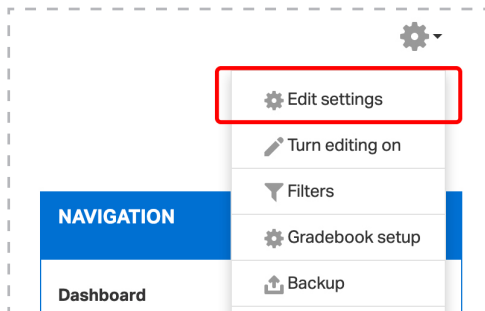 Edit settings
Turn editing on
Filters
NAVIGATION
Gradebook setup
Backup
Dashboard